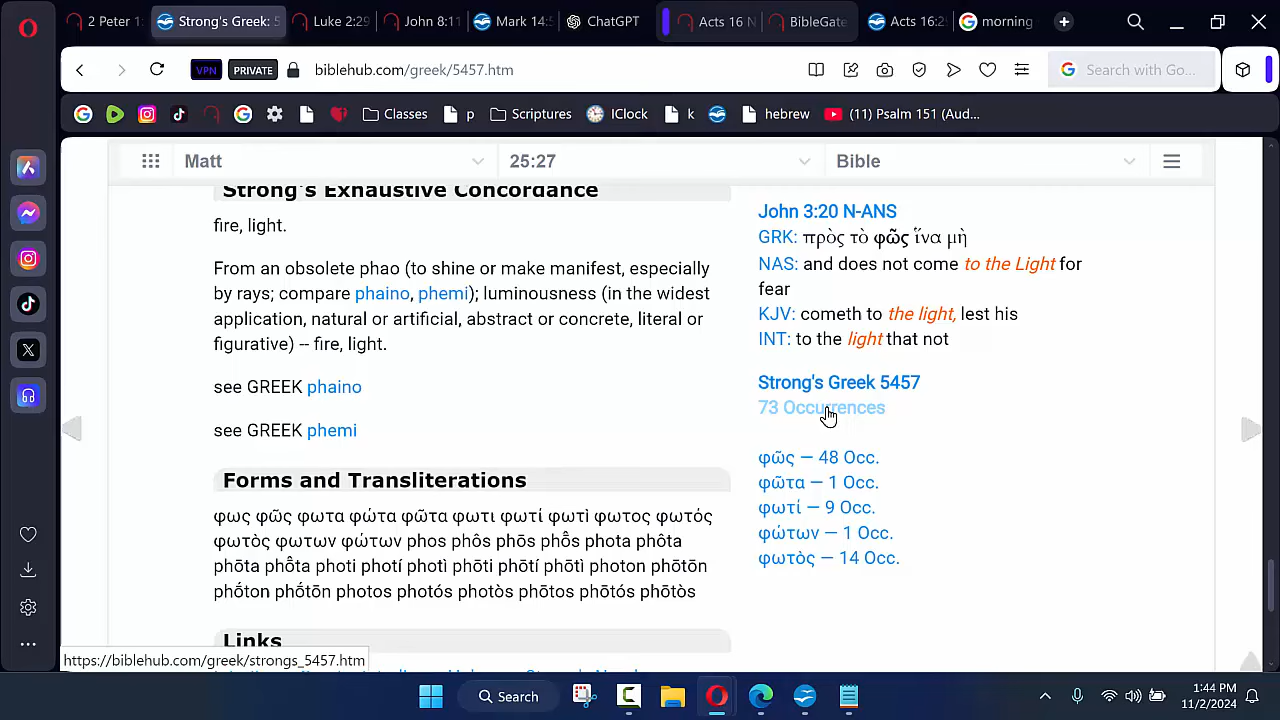 2 Peter 1:
Strong's Greek: 5
Luke 2:29
John 8:11
Mark 14:5
ChatGPT
Acts 16 N
BibleGate
Acts 16:2
morning
VPN
PRIVATE
biblehub.com/greek/5457.htm
Search with Go...
Classes
p
Scriptures
IClock
k
hebrew
(11) Psalm 151 (Aud...
Matt
25:27
Bible
Strong's Exhaustive Concordance
fire, light.
From an obsolete phao (to shine or make manifest, especially
by rays; compare phaino, phemi); luminousness (in the widest
application, natural or artificial, abstract or concrete, literal or
figurative) -- fire, light.
see GREEK phaino
see GREEK phemi
Forms and Transliterations
φως φῶς φωτα φώτα φῶτα φωτι φωτί φωτὶ φωτος φωτός
φωτὸς φωτων φώτων phos phôs phōs phō̂s phota phôta
phōta phō̂ta photi photí photì phōti phōtí phōtì photon phṓtōn
phṓton phṓtōn photos photós photòs phōtos phōtós phōtòs
Links
John 3:20 N-ANS
GRK: πρὸς τὸ φῶς ἵνα μὴ
NAS: and does not come to the Light for
fear
KJV: cometh to the light, lest his
INT: to the light that not
Strong's Greek 5457
73 Occurrences
φῶς — 48 Occ.
φῶτα — 1 Occ.
φωτί — 9 Occ.
φώτων — 1 Occ.
φωτὸς — 14 Occ.
https://biblehub.com/greek/strongs_5457.htm
Search
1:44 PM
11/2/2024